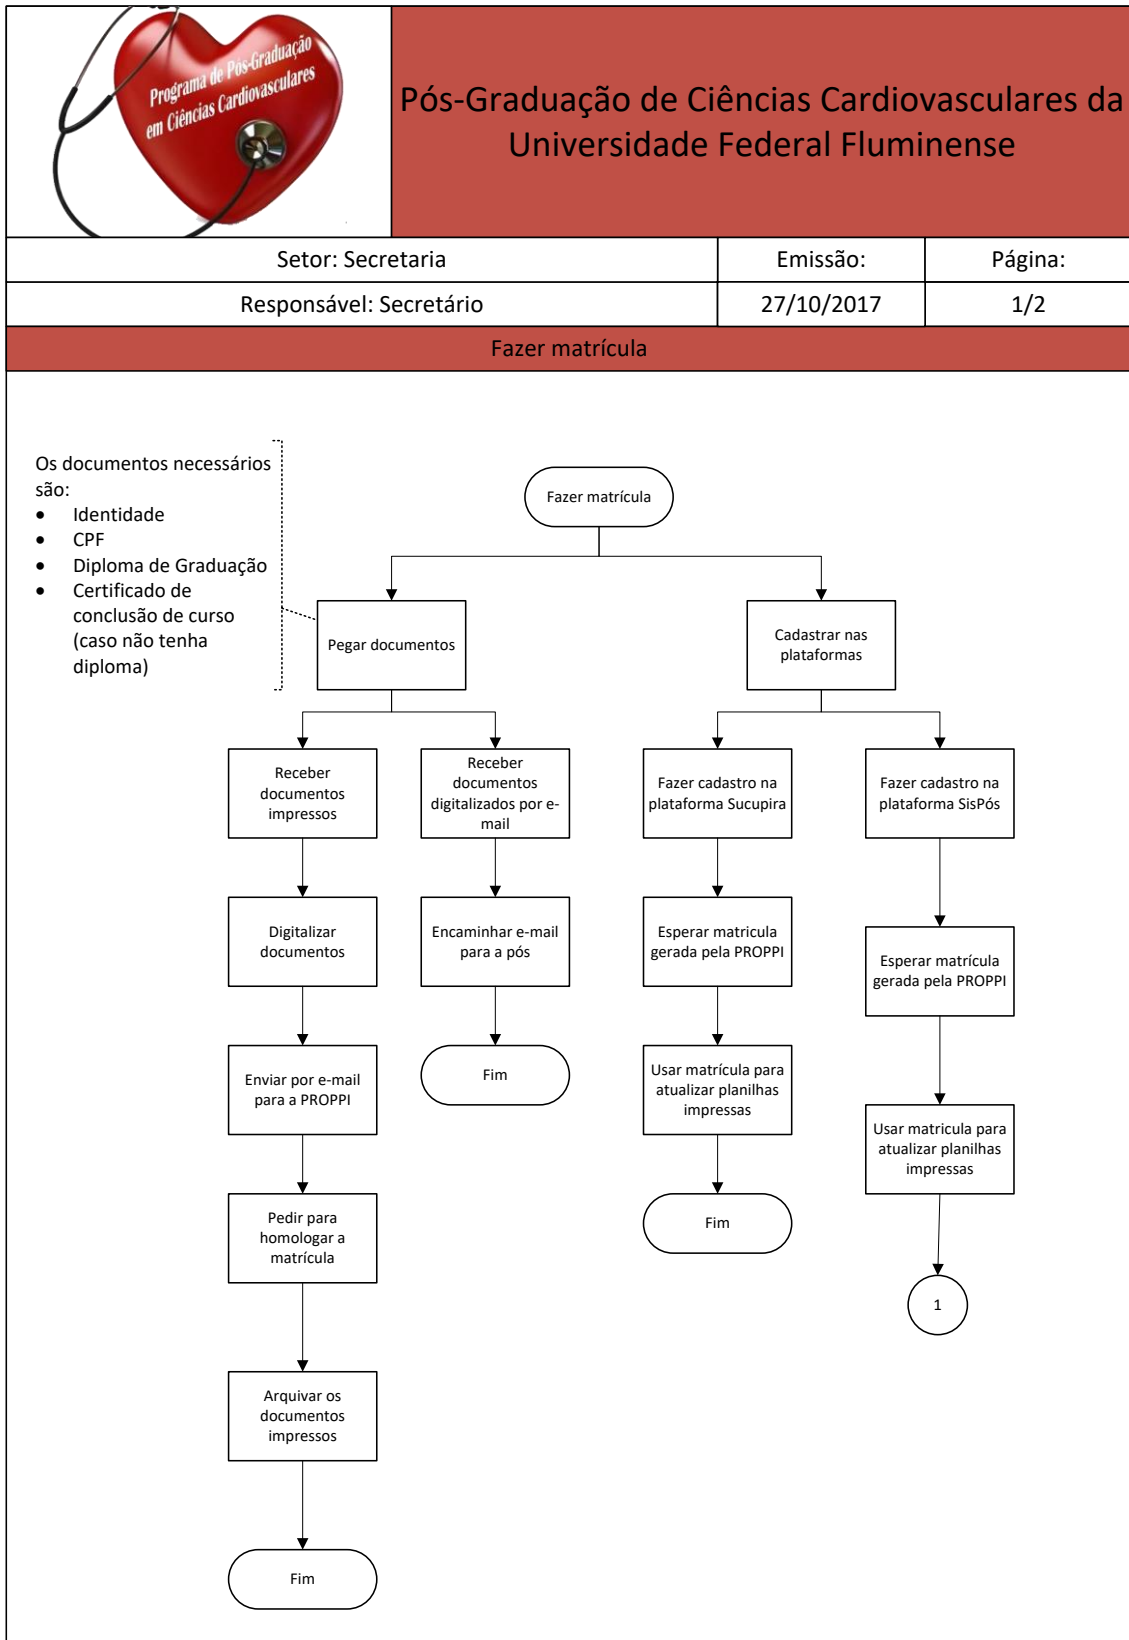 Programa de Pós-Graduação
em Ciências Cardiovasculares
Pós-Graduação de Ciências Cardiovasculares da
Universidade Federal Fluminense
Setor: Secretaria
Emissão:
Página:
Responsável: Secretário
27/10/2017
1/2
Fazer matrícula
Os documentos necessários
são:
• Identidade
• CPF
• Diploma de Graduação
• Certificado de
conclusão de curso
(caso não tenha
diploma)
Fazer matrícula
Pegar documentos
Cadastrar nas
plataformas
Receber
documentos
impressos
Receber
documentos
digitalizados por e-
mail
Fazer cadastro na
plataforma Sucupira
Fazer cadastro na
plataforma SisPós
Digitalizar
documentos
Encaminhar e-mail
para a pós
Esperar matricula
gerada pela PROPPI
Esperar matrícula
gerada pela PROPPI
Enviar por e-mail
para a PROPPI
Fim
Usar matrícula para
atualizar planilhas
impressas
Usar matricula para
atualizar planilhas
impressas
Pedir para
homologar a
matrícula
Fim
1
Arquivar os
documentos
impressos
Fim